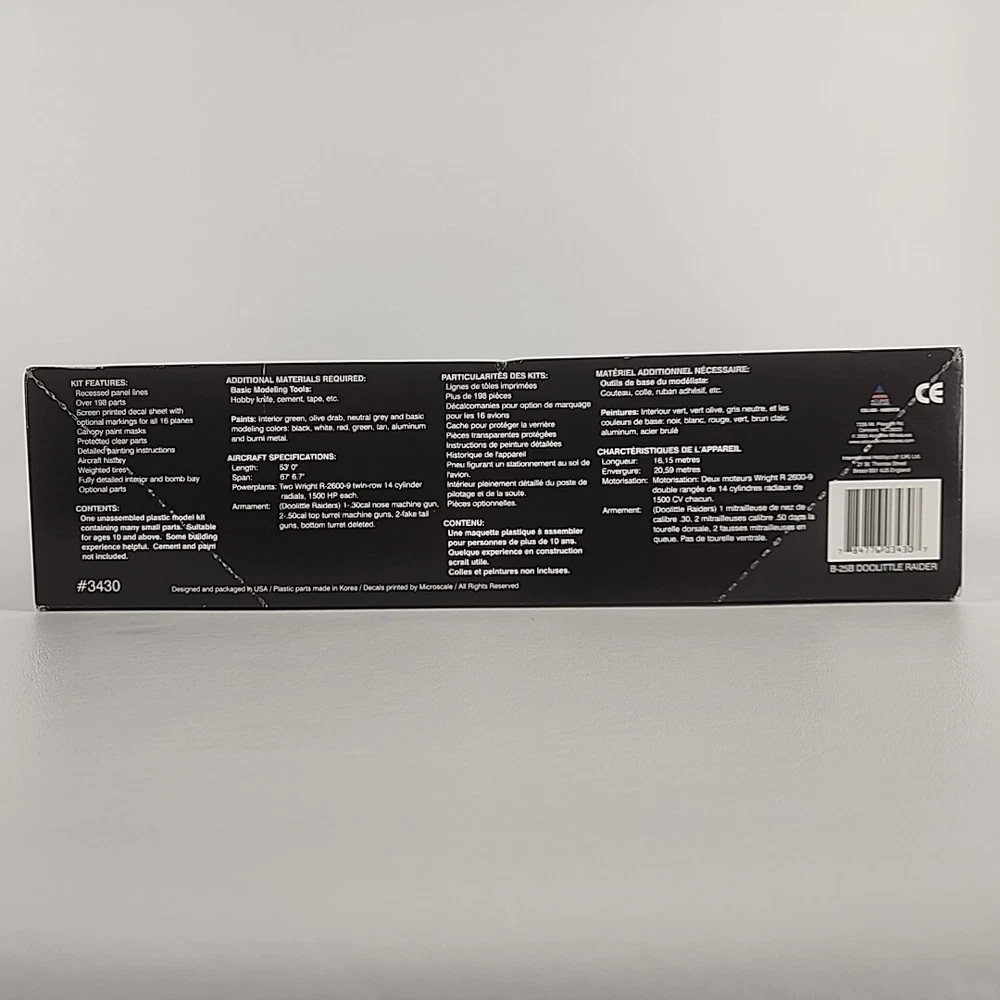 KIT FEATURES:
Recessed panel lines
Over 198 parts
Screen printed decal sheet with
optional markings for all 16 planes
Canopy paint masks
Protected clear parts
Detailed painting instructions
Aircraft history
Weighted tires
Fully detailed interior and bomb bay
Optional parts
CONTENTS:
One unassembled plastic model kit
containing many small parts. Suitable
for ages 10 and above. Some building
experience helpful. Cement and paint
not included.
#3430
ADDITIONAL MATERIALS REQUIRED:
Basic Modeling Tools:
Hobby knife, cement, tape, etc.
Paints: Interior green, olive drab, neutral grey and basic
modeling colors: black, white, red, green, tan, aluminum
and burnt metal.
AIRCRAFT SPECIFICATIONS:
Length: 53' 0"
Span: 67' 6.7"
Powerplants: Two Wright R-2600-9 twin-row 14 cylinder
radials, 1500 HP each.
Armament: (Doolittle Raiders) 1-.30cal nose machine gun,
2-.50cal top turret machine guns, 2-fake tail
guns, bottom turret deleted.
Designed and packaged in USA / Plastic parts made in Korea / Decals printed by Microscale / All Rights Reserved
PARTICULARITÉS DES KITS:
Lignes de tôles imprimées
Plus de 198 pièces
Décalcomanies pour option de marquage
pour les 16 avions
Cache pour protéger la verrière
Pièces transparentes protégées
Instructions de peinture détaillées
Historique de l'appareil
Pneu figurant un stationnement au sol de
l'avion.
Intérieur pleinement détaillé du poste de
pilotage et de la soute.
Pièces optionnelles.
CONTENU:
Une maquette plastique à assembler
pour personnes de plus de 10 ans.
Quelque experience en construction
serait utile.
Colles et peintures non incluses.
MATÉRIEL ADDITIONNEL NÉCESSAIRE:
Outils de base du modéliste:
Couteau, colle, ruban adhésif, etc.
Peintures: Interiour vert, vert olive, gris neutre, et les
couleurs de base: noir, blanc, rouge, vert, brun clair,
aluminum, acier brulé
CHARCTÉRISTIQUES DE L'APPAREIL
Longueur: 16,15 metres
Envergure: 20,59 metres
Motorisation: Motorisation: Deux moteurs Wright R 2600-9
double rangée de 14 cylindres radiaux de
1500 CV chacun.
Armement: (Doolittle Raiders) 1 mitrailleuse de nez de
calibre .30, 2 mitrailleuses calibre .50 dans la
tourelle dorsale, 2 fausses mitrailleuses en
queue. Pas de tourelle ventrale.
CE
International Hobbycraft (UK) Ltd.
21 St. Thomas Street
England
03430 7
B-25B DOOLITTLE RAIDER